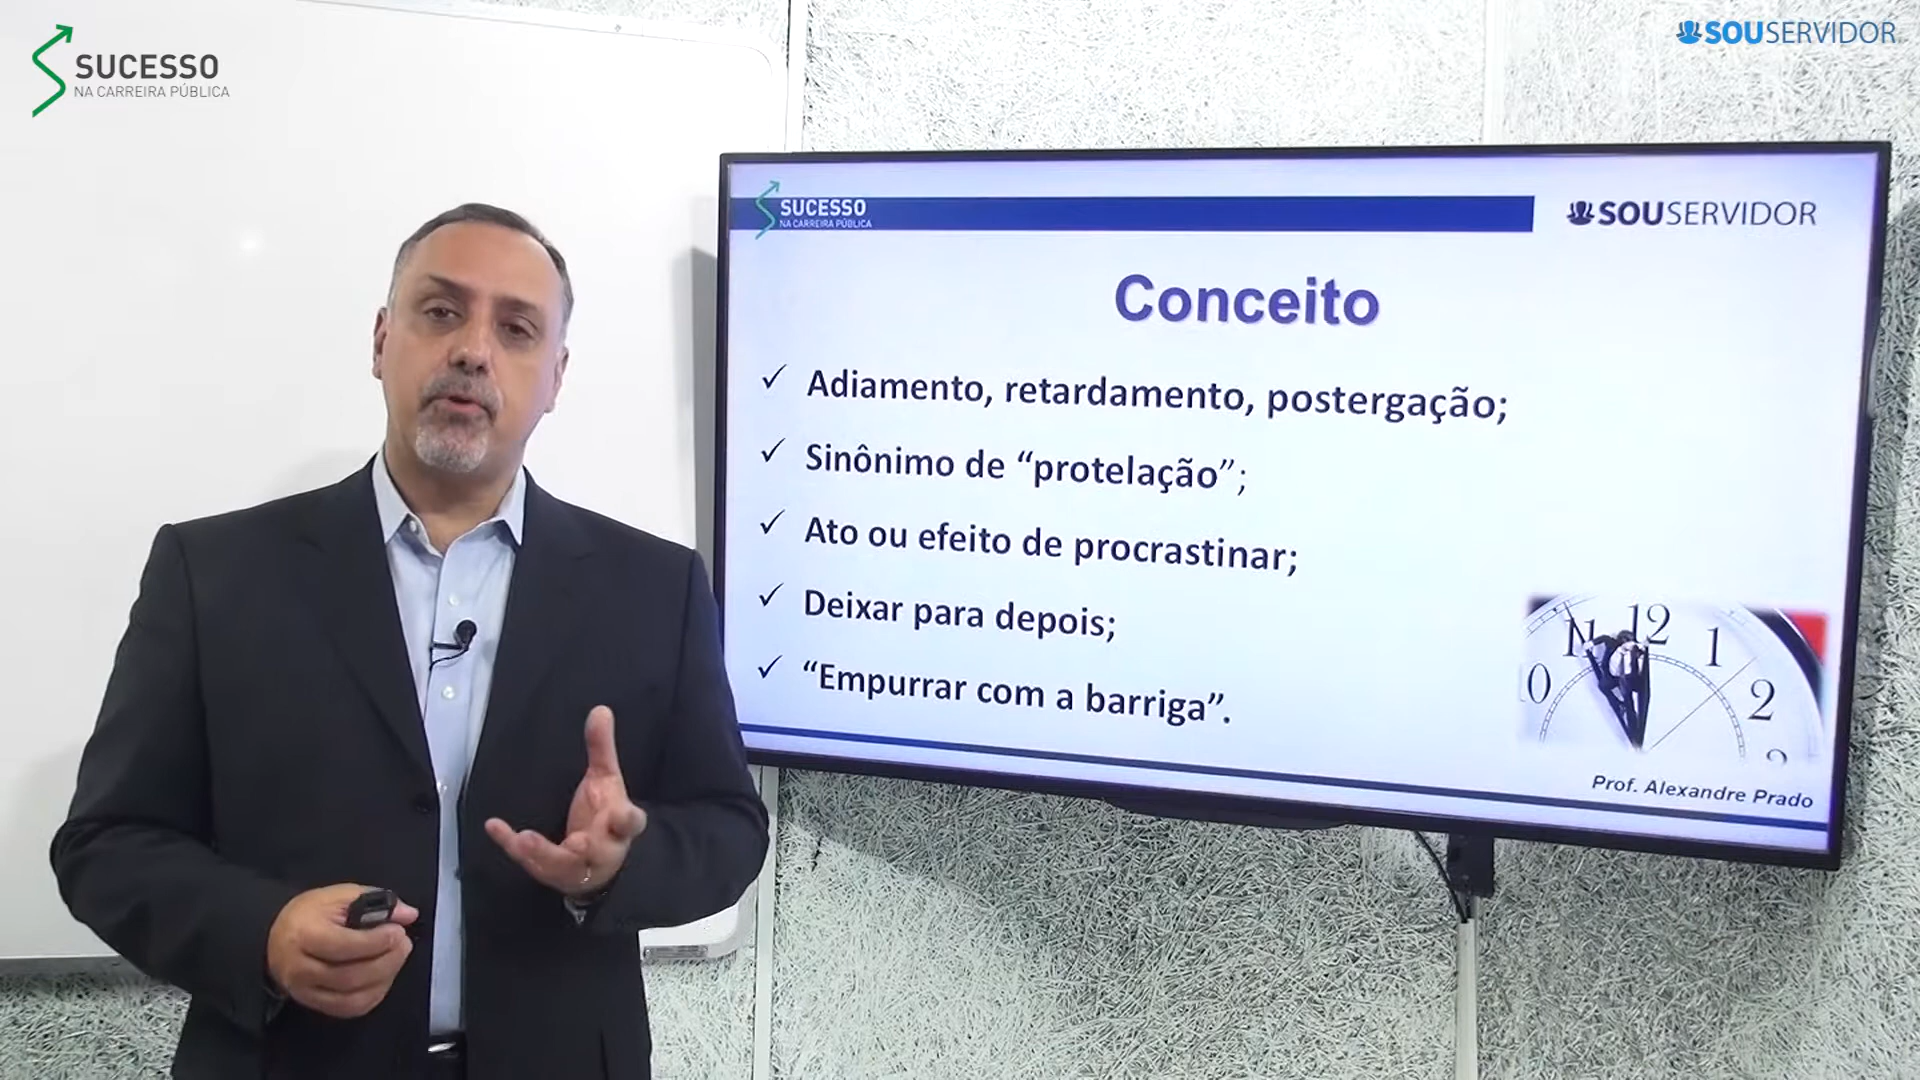 SUCESSO
NA CARREIRA PÚBLICA
SOUSERVIDOR
SUCESSO
NA CARREIRA PÚBLICA
SOUSERVIDOR
Conceito
✓ Adiamento, retardamento, postergação;
✓ Sinônimo de “protelação”;
✓ Ato ou efeito de procrastinar;
✓ Deixar para depois;
✓ “Empurrar com a barriga”.
12
1
2
Prof. Alexandre Prado